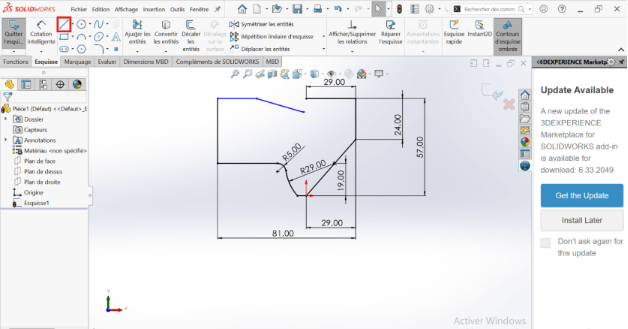 SOLIDWORKS
Fichier Edition Affichage Insertion Outils Fenêtre
Rechercher des comm
Quitter l'esqui...
Cotation intelligente
Ajuster les entités
Convertir les entités
Décaler les entités
Décalage sur la surface
Symétriser les entités
Répétition linéaire d'esquisse
Déplacer les entités
Afficher/Supprimer les relations
Réparer l'esquisse
Annotations instantanées
Esquisse rapide
Instant2D
Contours d'esquisse ombrés
Fonctions Esquisse Marquage Evaluer Dimensions MBD Compléments de SOLIDWORKS MBD
Pièce1 (Défaut) <<Défaut>_E
Dossier
Capteurs
Annotations
Matériau <non spécifié>
Plan de face
Plan de dessus
Plan de droite
Origine
Esquisse1
29,00
24,00
57,00
R5,00
R29,00
19,00
29,00
81,00
Y
X
3DEXPERIENCE Marketplace
Update Available
A new update of the
3DEXPERIENCE
Marketplace for
SOLIDWORKS add-in
is available for
download: 6.33.2049
Get the Update
Install Later
Don't ask again for
this update
Activer Windows